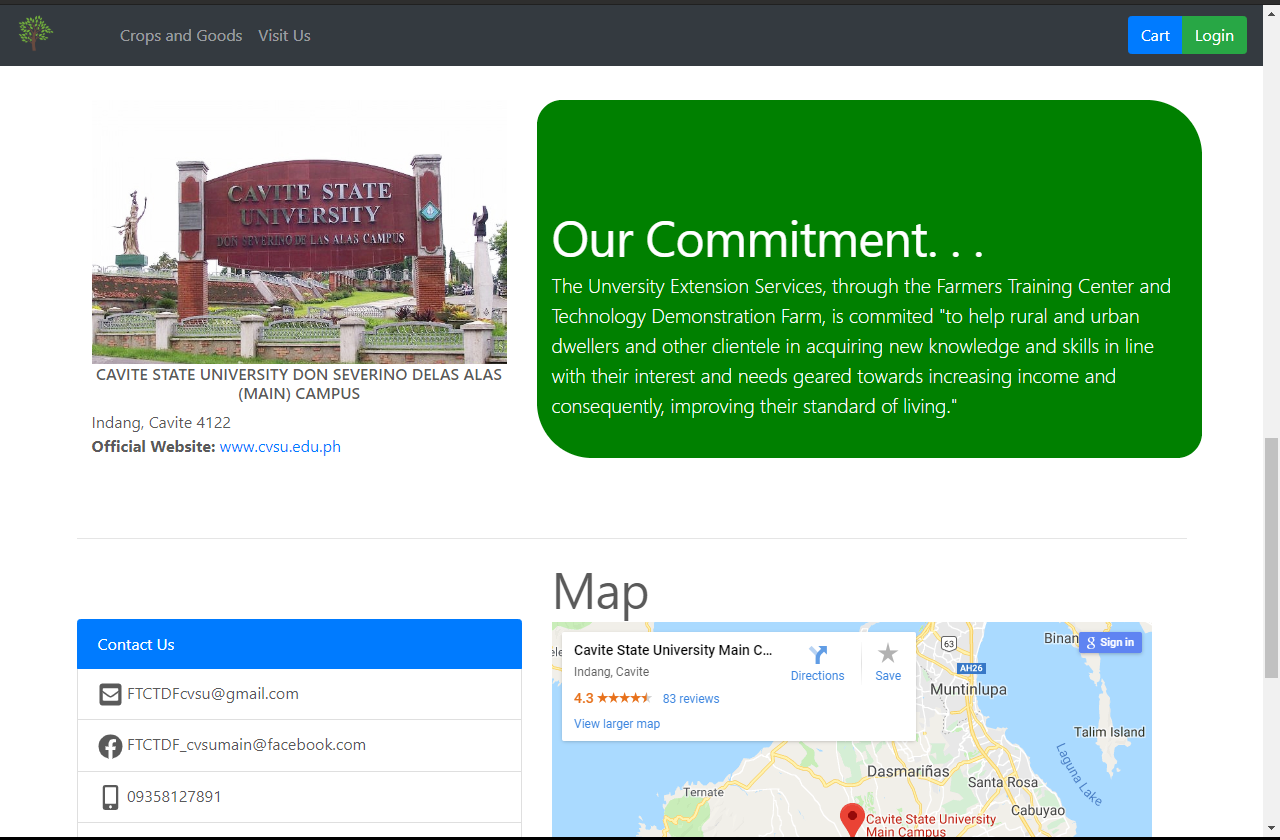 Crops and Goods
Visit Us
Cart
Login
CAVITE STATE
UNIVERSITY
DON SEVERINO DE LAS ALAS CAMPUS
CAVITE STATE UNIVERSITY DON SEVERINO DELAS ALAS
(MAIN) CAMPUS
Indang, Cavite 4122
Official Website: www.cvsu.edu.ph
Our Commitment. . .
The Unversity Extension Services, through the Farmers Training Center and
Technology Demonstration Farm, is commited "to help rural and urban
dwellers and other clientele in acquiring new knowledge and skills in line
with their interest and needs geared towards increasing income and
consequently, improving their standard of living."
Contact Us
FTCTDFcvsu@gmail.com
FTCTDF_cvsumain@facebook.com
09358127891
Map
Cavite State University Main C...
Indang, Cavite
4.3
83 reviews
View larger map
Directions
Save
63
Binan
Sign in
AH26
Muntinlupa
Talim Island
Laguna Lake
Dasmariñas
Santa Rosa
Ternate
Cabuyao
Cavite State University
Main Campus